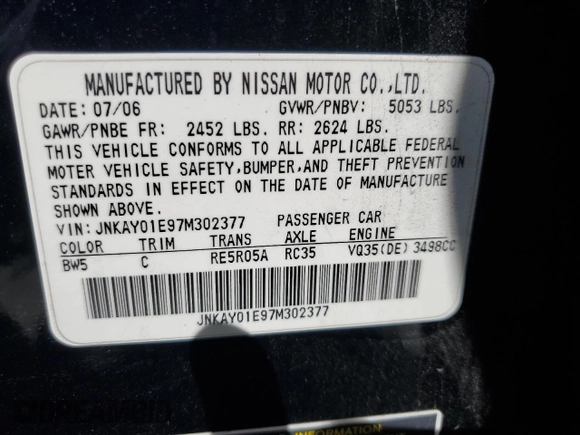 MANUFACTURED BY NISSAN MOTOR CO.,LTD.
DATE: 07/06 GVWR/PNBV: 5053 LBS.
GAWR/PNBE FR: 2452 LBS. RR: 2624 LBS.
THIS VEHICLE CONFORMS TO ALL APPLICABLE FEDERAL
MOTOR VEHICLE SAFETY,BUMPER,AND THEFT PREVENTION
STANDARDS IN EFFECT ON THE DATE OF MANUFACTURE
SHOWN ABOVE.
VIN: JNKAY01E97M302377 PASSENGER CAR
COLOR TRIM TRANS AXLE ENGINE
BW5 C RE5R05A RC35 VQ35(DE) 3498CC
JNKAY01E97M302377
INFORMATION